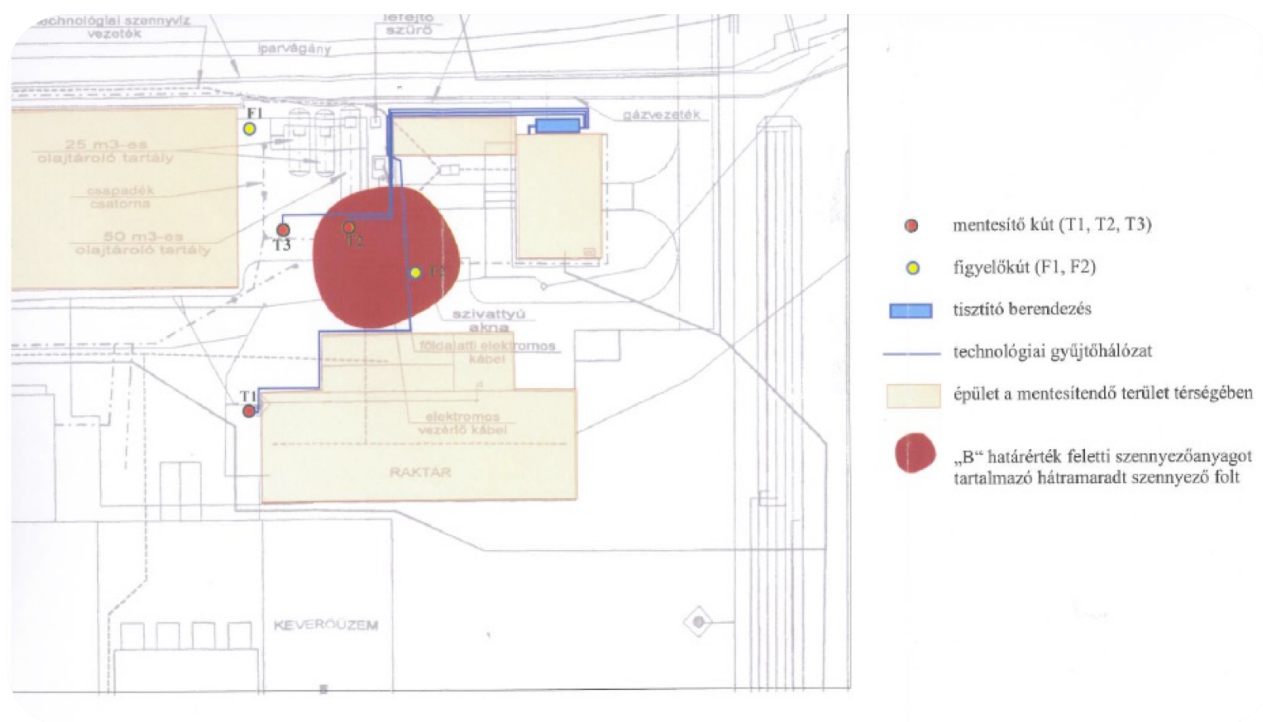 technológiai szennyvíz
vezeték
lefejtő
szűrő
iparvágány
F1
gázvezeték
25 m3-es
olajtároló tartály
csapadék
csatorna
50 m3-es
olajtároló tartály
T3
T2
szivattyú
akna
földalatti elektromos
kábel
T1
elektromos
vezérlő kábel
RAKTÁR
KEVERŐÜZEM
mentesítő kút (T1, T2, T3)
figyelőkút (F1, F2)
tisztító berendezés
technológiai gyűjtőhálózat
épület a mentesítendő terület térségében
„B“ határérték feletti szennyezőanyagot
tartalmazó hátramaradt szennyező folt